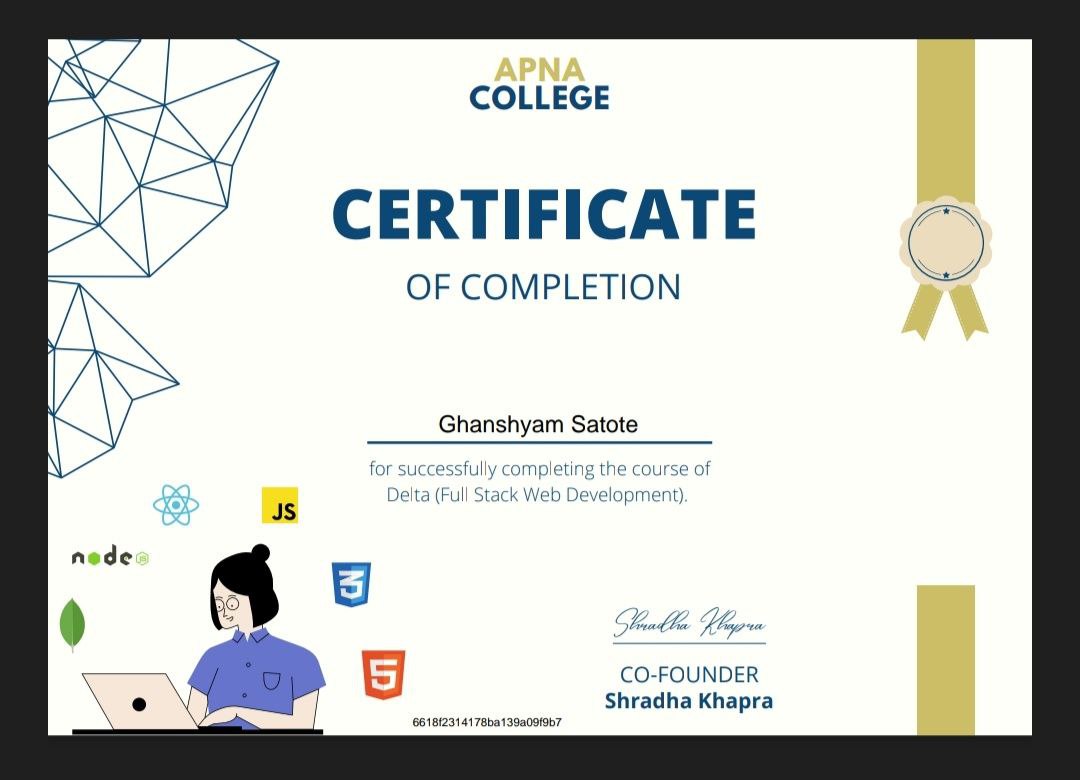 APNA
COLLEGE
CERTIFICATE
OF COMPLETION
Ghanshyam Satote
for successfully completing the course of
Delta (Full Stack Web Development).
JS
node
JS
3
5
Shradha Khapra
CO-FOUNDER
Shradha Khapra
6618f2314178ba139a09f9b7